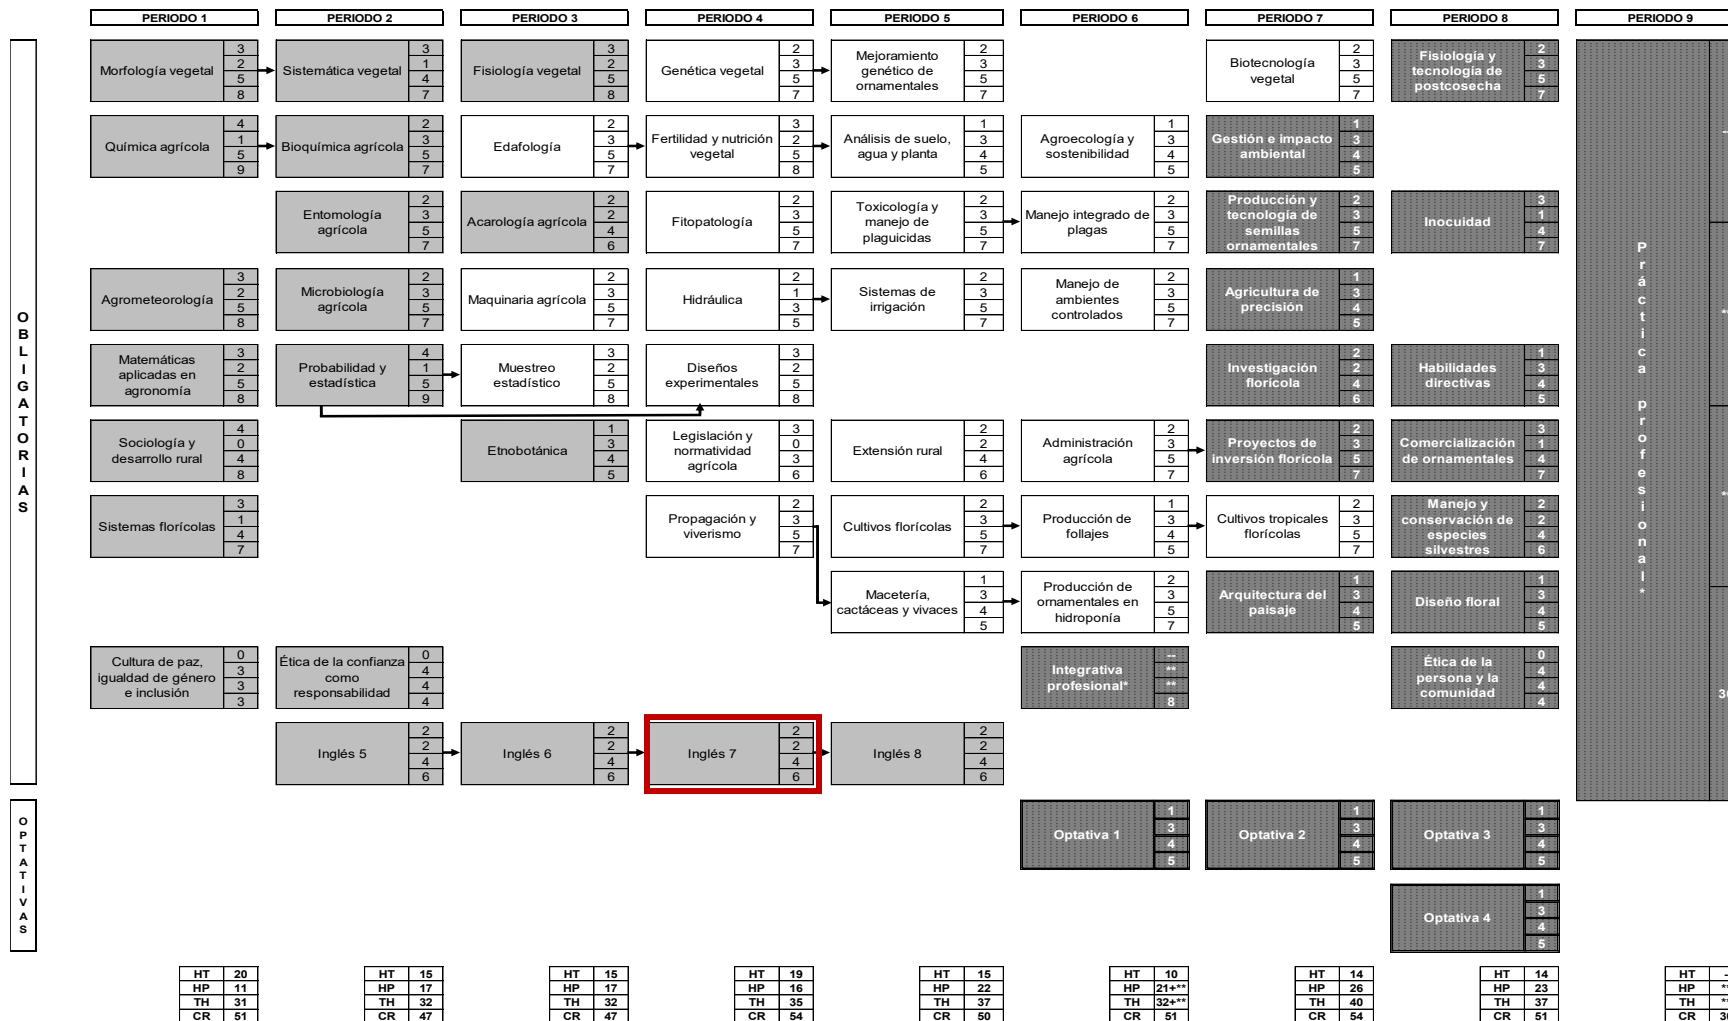 PERIODO 1 PERIODO 2 PERIODO 3 PERIODO 4 PERIODO 5 PERIODO 6 PERIODO 7 PERIODO 8 PERIODO 9
OBLIGATORIAS
Morfología vegetal 3 2 5 8
Sistemática vegetal 3 1 4 7
Fisiología vegetal 3 2 5 8
Genética vegetal 2 3 5 7
Mejoramiento genético de ornamentales 2 3 5 7
Biotecnología vegetal 2 3 5 7
Fisiología y tecnología de postcosecha 2 3 5 7
Química agrícola 4 1 5 9
Bioquímica agrícola 2 3 5 7
Edafología 2 3 5 7
Fertilidad y nutrición vegetal 3 2 5 8
Análisis de suelo, agua y planta 1 3 4 5
Agroecología y sostenibilidad 1 3 4 5
Gestión e impacto ambiental 1 3 4 5
Entomología agrícola 2 3 5 7
Acarología agrícola 2 2 4 6
Fitopatología 2 3 5 7
Toxicología y manejo de plaguicidas 2 3 5 7
Manejo integrado de plagas 2 3 5 7
Producción y tecnología de semillas ornamentales 2 3 5 7
Inocuidad 3 1 4 7
Agrometeorología 3 2 5 8
Microbiología agrícola 2 3 5 7
Maquinaria agrícola 2 3 5 7
Hidráulica 2 1 3 5
Sistemas de irrigación 2 3 5 7
Manejo de ambientes controlados 2 3 5 7
Agricultura de precisión 1 3 4 5
Matemáticas aplicadas en agronomía 3 2 5 8
Probabilidad y estadística 4 1 5 9
Muestreo estadístico 3 2 5 8
Diseños experimentales 3 2 5 8
Investigación florícola 2 2 4 6
Habilidades directivas 1 3 4 5
Sociología y desarrollo rural 4 0 4 8
Etnobotánica 1 3 4 5
Legislación y normatividad agrícola 3 0 3 6
Extensión rural 2 2 4 6
Administración agrícola 2 3 5 7
Proyectos de inversión florícola 2 3 5 7
Comercialización de ornamentales 3 1 4 7
Sistemas florícolas 3 1 4 7
Propagación y viverismo 2 3 5 7
Cultivos florícolas 2 3 5 7
Producción de follajes 1 3 4 5
Cultivos tropicales florícolas 2 3 5 7
Manejo y conservación de especies silvestres 2 2 4 6
Macetería, cactáceas y vivaces 1 3 4 5
Producción de ornamentales en hidroponía 2 3 5 7
Arquitectura del paisaje 1 3 4 5
Diseño floral 1 3 4 5
Cultura de paz, igualdad de género e inclusión 0 3 3 3
Ética de la confianza como responsabilidad 0 4 4 4
Integrativa profesional* -- ** ** 8
Ética de la persona y la comunidad 0 4 4 4
Inglés 5 2 2 4 6
Inglés 6 2 2 4 6
Inglés 7 2 2 4 6
Inglés 8 2 2 4 6
Práctica profesional*
OPTATIVAS
Optativa 1 1 3 4 5
Optativa 2 1 3 4 5
Optativa 3 1 3 4 5
Optativa 4 1 3 4 5
HT 20 HT 15 HT 15 HT 19 HT 15 HT 10 HT 14 HT 14 HT
HP 11 HP 17 HP 17 HP 16 HP 22 HP 21+** HP 26 HP 23 HP
TH 31 TH 32 TH 32 TH 35 TH 37 TH 32+** TH 40 TH 37 TH
CR 51 CR 47 CR 47 CR 54 CR 50 CR 51 CR 54 CR 51 CR